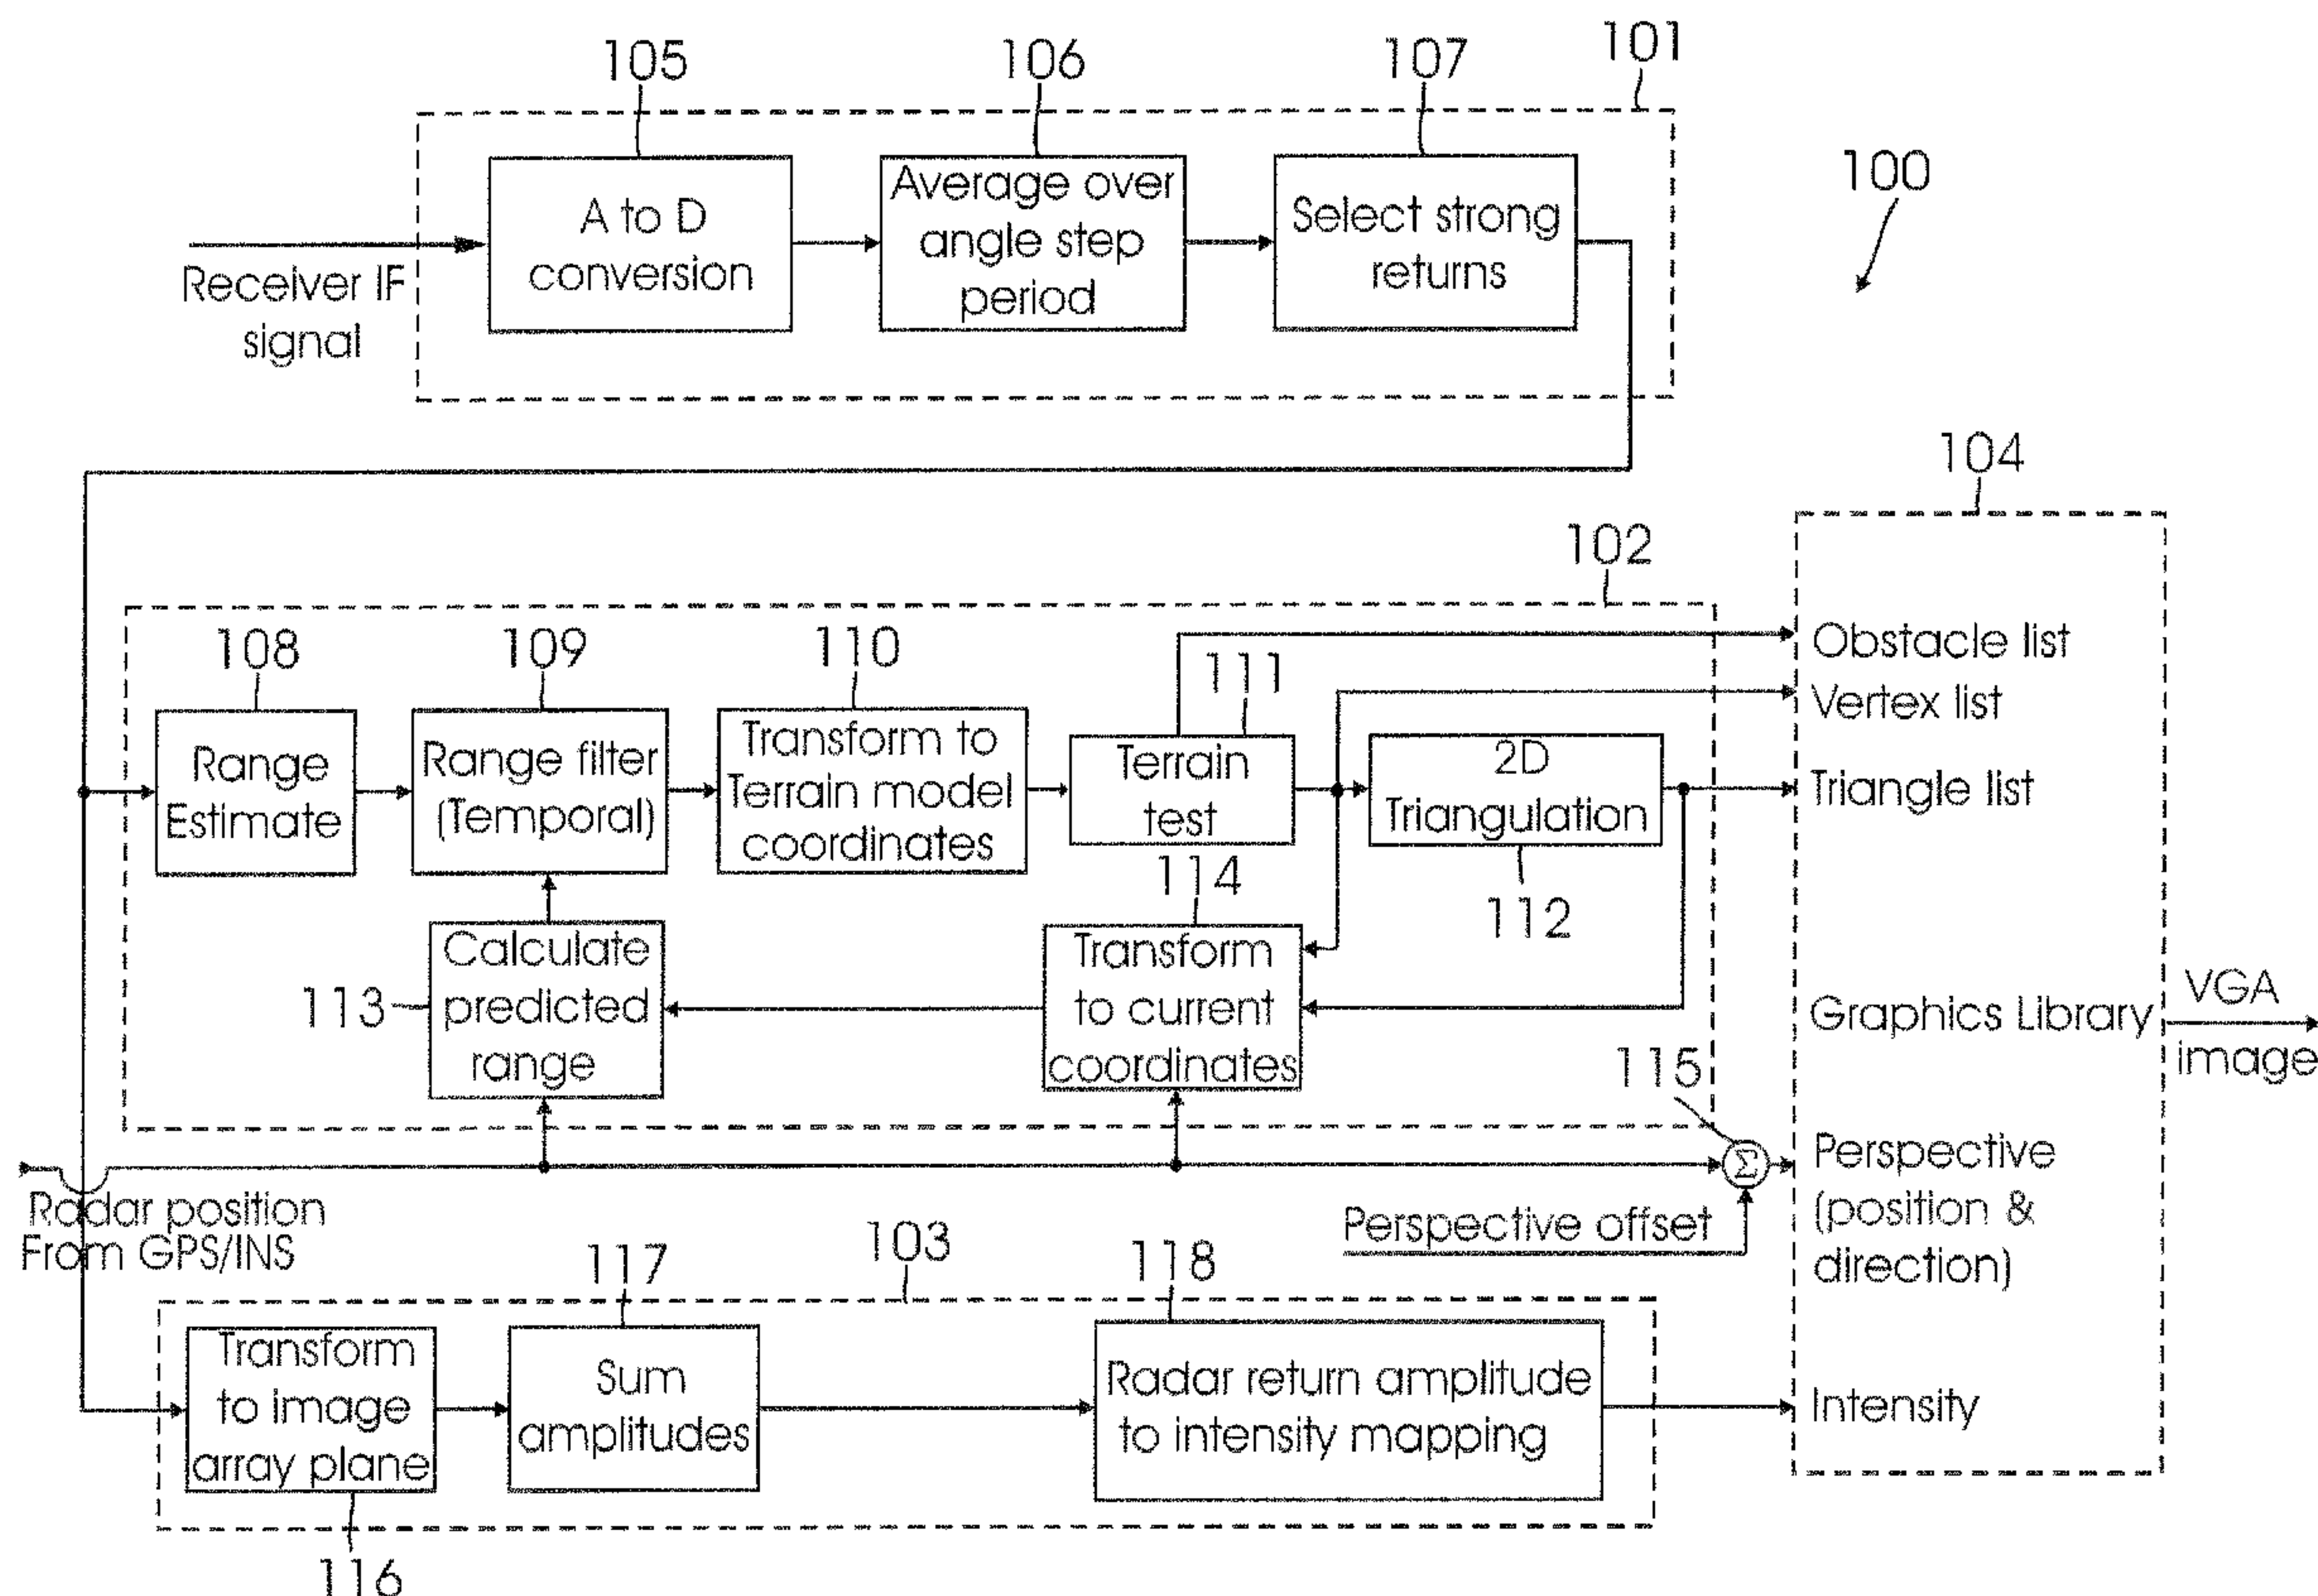 105
106
107
101
100
A to D
conversion
Average over
angle step
period
Select strong
returns
Receiver IF
signal
104
102
108
109
110
111
Obstacle list
Vertex list
Triangle list
Range
Estimate
Range filter
(Temporal)
Transform to
Terrain model
coordinates
Terrain
test
2D
Triangulation
114
112
113
Calculate
predicted
range
Transform
to current
coordinates
Graphics Library
VGA
image
115
Σ
Perspective
(position &
direction)
Radar position
From GPS/INS
Perspective offset
103
117
118
Transform
to image
array plane
Sum
amplitudes
Radar return amplitude
to intensity mapping
Intensity
116